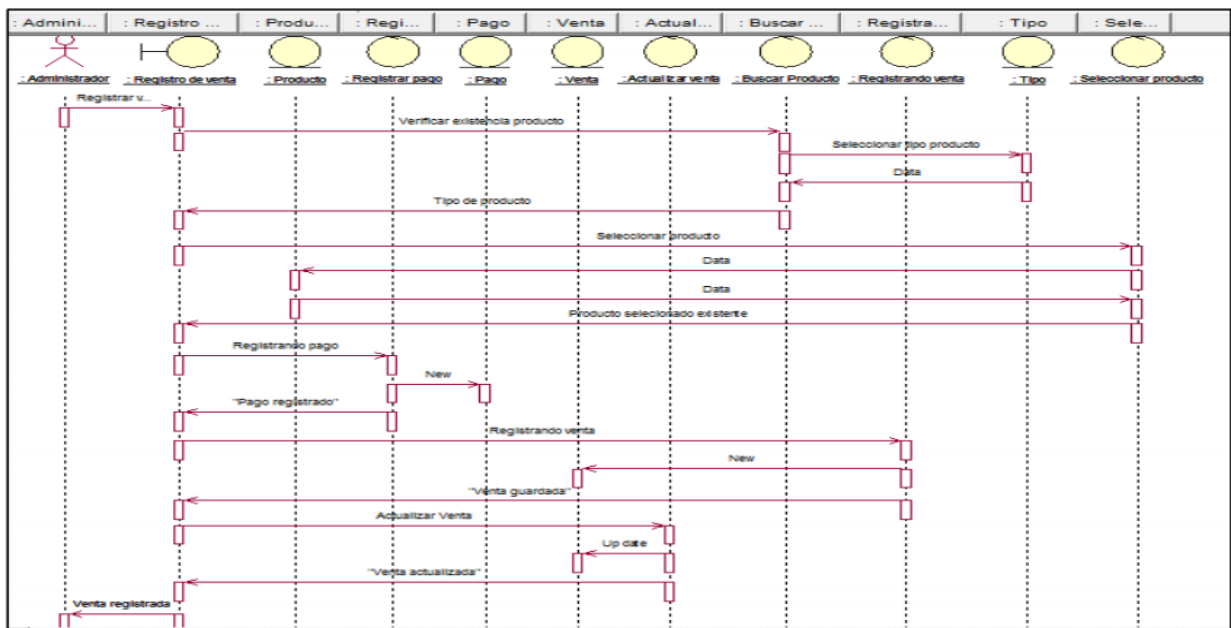 : Admini...
: Registro ...
: Produ...
: Regi...
: Pago
: Venta
: Actual...
: Buscar ...
: Registra...
: Tipo
: Sele...
: Administrador
: Registro de venta
: Producto
: Registrar pago
: Pago
: Venta
: Actualizar venta
: Buscar Producto
: Registrando venta
: Tipo
: Seleccionar producto
Registrar v...
Verificar existencia producto
Seleccionar tipo producto
Data
Tipo de producto
Seleccionar producto
Data
Data
Producto selecionado existente
Registrando pago
New
"Pago registrado"
Registrando venta
New
"Venta guardada"
Actualizar Venta
Up date
"Venta actualizada"
Venta registrada